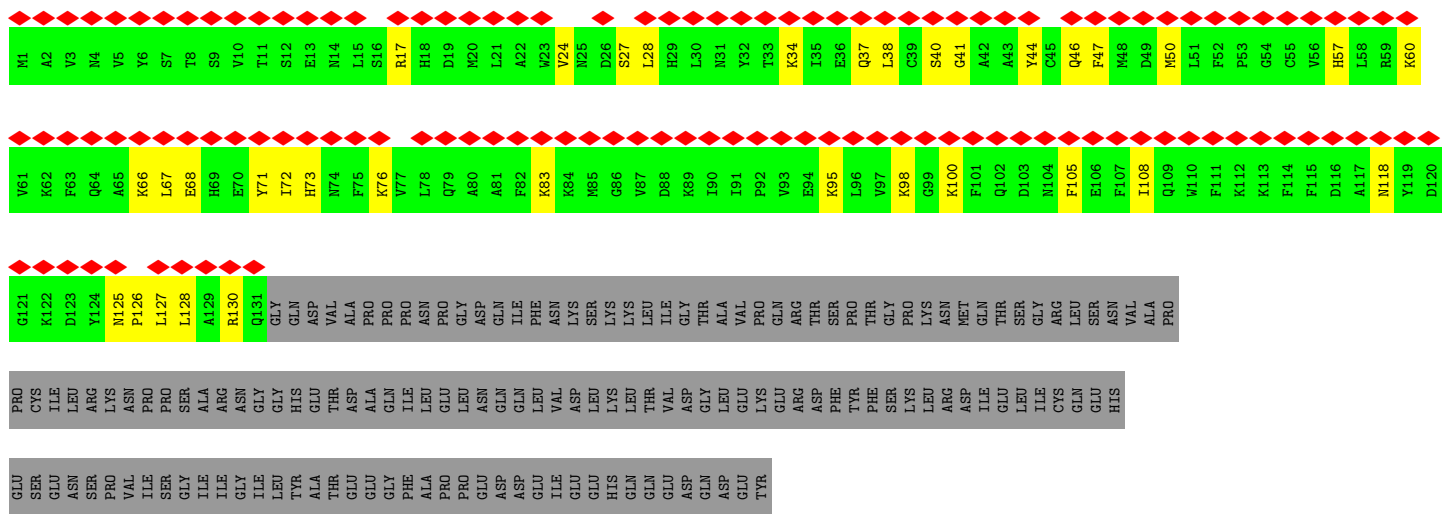 M1 A2 V3 N4 V5 Y6 S7 T8 S9 V10 T11 S12 E13 N14 L15 S16 R17 H18 D19 M20 L21 A22 W23 V24 N25 D26 S27 L28 H29 L30 N31 Y32 T33 K34 I35 E36 Q37 L38 C39 S40 G41 A42 A43 Y44 C45 Q46 F47 M48 D49 M50 L51 F52 P53 G54 C55 V56 H57 L58 R59 K60
V61 K62 F63 Q64 A65 K66 L67 E68 H69 E70 Y71 I72 H73 N74 F75 K76 V77 L78 Q79 A80 A81 F82 K83 K84 M85 G86 V87 D88 K89 I90 I91 P92 V93 E94 K95 L96 V97 K98 G99 K100 F101 Q102 D103 N104 F105 E106 F107 I108 Q109 W110 F111 K112 K113 F114 F115 D116 A117 N118 Y119 D120
G121 K122 D123 Y124 N125 P126 L127 L128 A129 R130 Q131 GLY GLN ASP VAL ALA PRO PRO PRO ASN PRO GLY ASP GLN ILE PHE ASN LYS SER LYS LYS LEU ILE GLY THR ALA VAL PRO GLN ARG THR SER PRO THR GLY PRO LYS ASN MET GLN THR SER GLY ARG LEU SER ASN VAL ALA PRO
PRO CYS ILE LEU ARG LYS ASN PRO PRO SER ALA ARG ASN GLY GLY HIS GLU THR ASP ALA GLN ILE LEU GLU LEU ASN GLN GLN LEU VAL ASP LEU LYS LEU THR VAL ASP GLY LEU GLU LYS GLU ARG ASP PHE TYR PHE SER LYS LEU ARG ASP ILE GLU LEU ILE CYS GLN GLU HIS
GLU SER GLU ASN SER PRO VAL ILE SER GLY ILE ILE GLY ILE LEU TYR ALA THR GLU GLU GLY PHE ALA PRO PRO GLU ASP ASP GLU ILE GLU GLU HIS GLN GLN GLU ASP GLN ASP GLU TYR